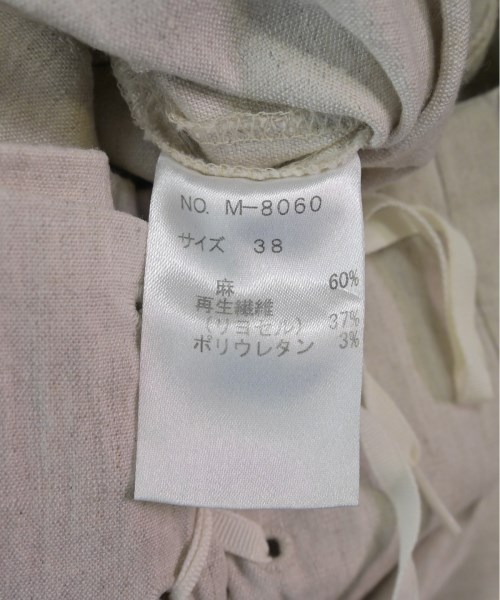 NO. M-8060
サイズ 38
麻 60%
再生繊維
(リヨセル) 37%
ポリウレタン 3%